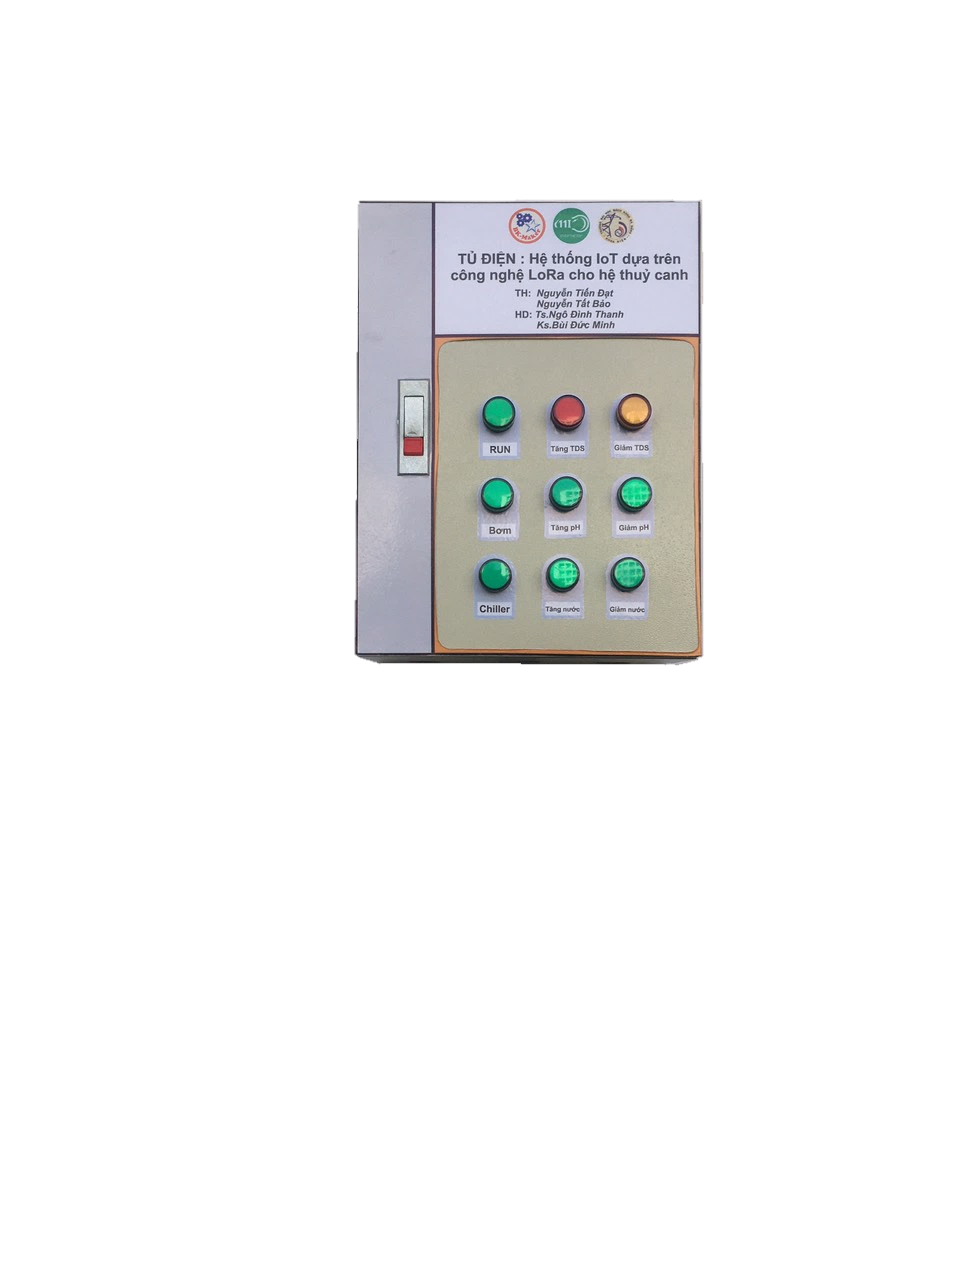 BK-MAKER
TỦ ĐIỆN : Hệ thống IoT dựa trên
công nghệ LoRa cho hệ thuỷ canh
TH: Nguyễn Tiến Đạt
Nguyễn Tất Bảo
HD: Ts.Ngô Đình Thanh
Ks.Bùi Đức Minh
RUN Tăng TDS Giảm TDS
Bơm Tăng pH Giảm pH
Chiller Tăng nước Giảm nước